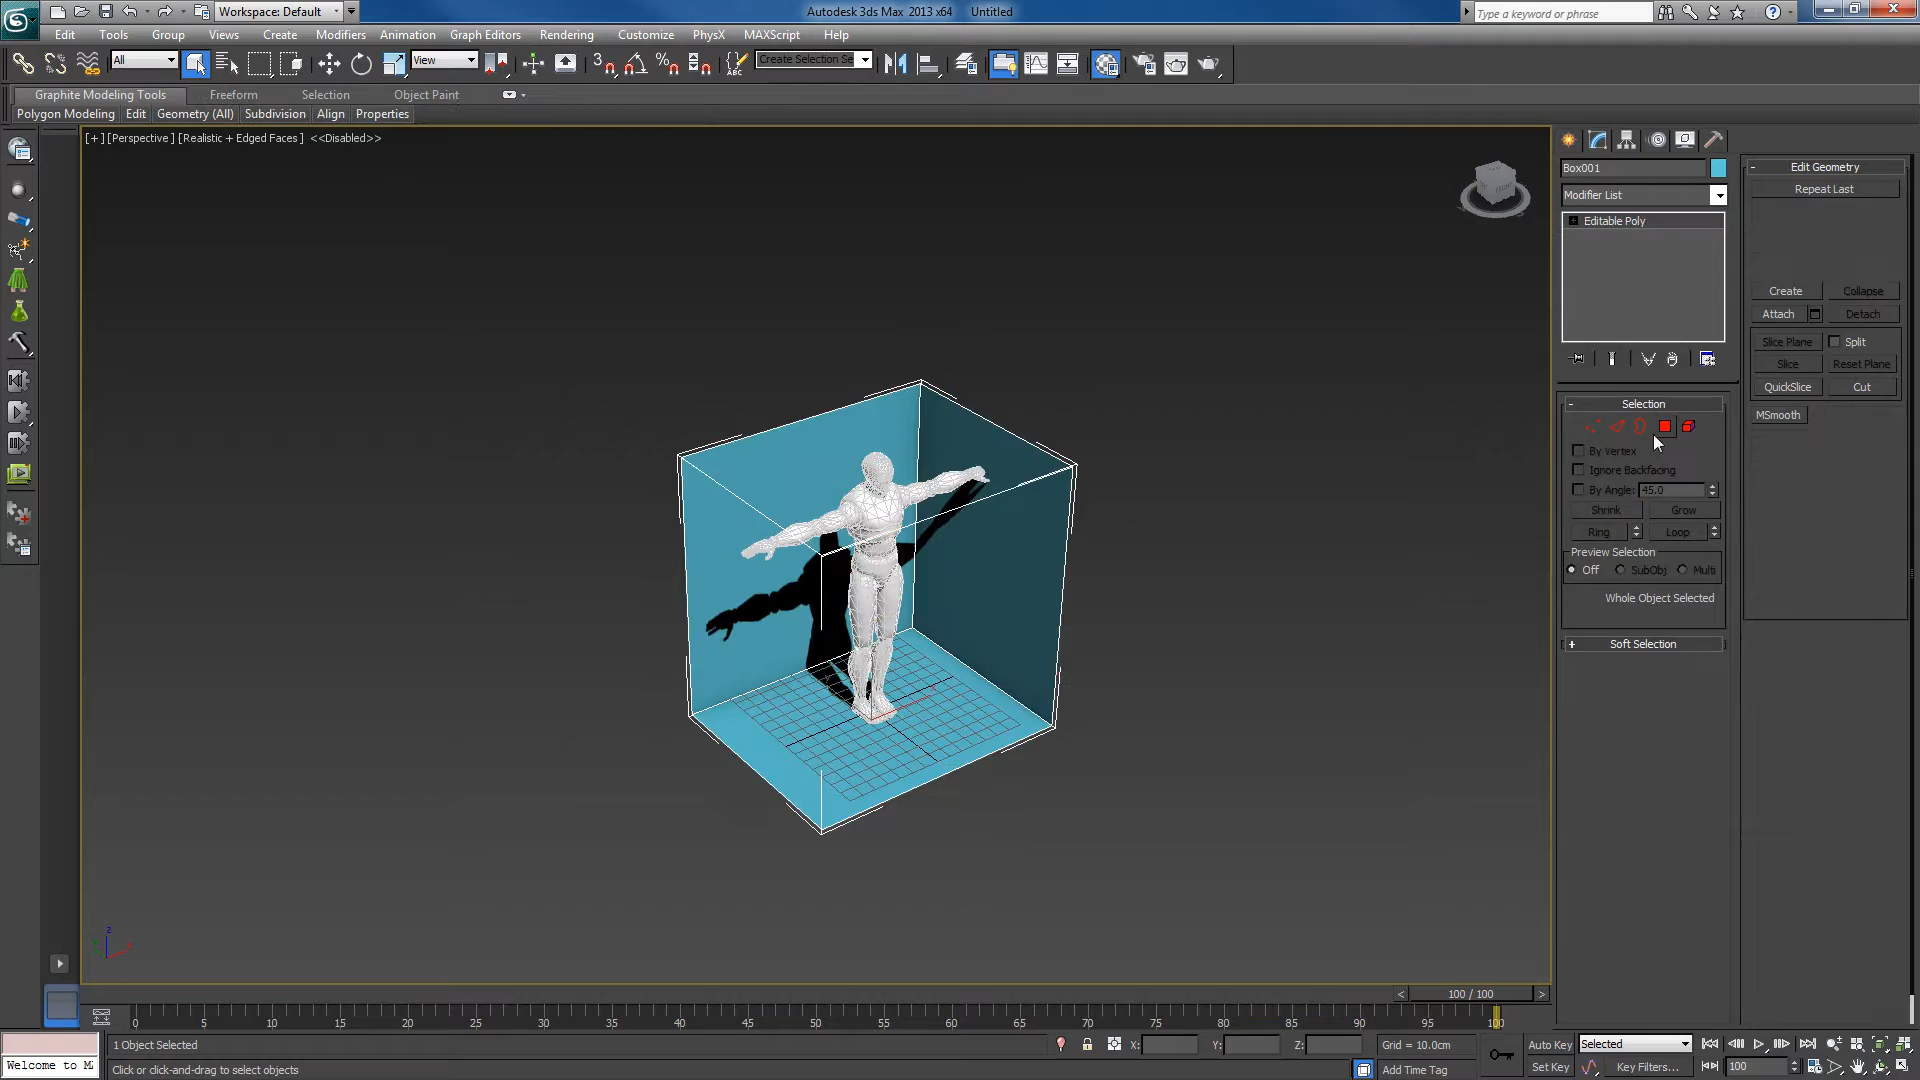 Workspace: Default
Autodesk 3ds Max 2013 x64 Untitled
Type a keyword or phrase
Edit Tools Group Views Create Modifiers Animation Graph Editors Rendering Customize PhysX MAXScript Help
All
View
3
Create Selection Se
Graphite Modeling Tools Freeform Selection Object Paint
Polygon Modeling Edit Geometry (All) Subdivision Align Properties
[+] [Perspective] [Realistic + Edged Faces] <<Disabled>>
Box001
Modifier List
Editable Poly
Selection
By Vertex
Ignore Backfacing
By Angle: 45.0
Shrink Grow
Ring Loop
Preview Selection
Off SubObj Multi
Whole Object Selected
Soft Selection
Edit Geometry
Repeat Last
Create Collapse
Attach Detach
Slice Plane Split
Slice Reset Plane
QuickSlice Cut
MSmooth
100 / 100
0 5 10 15 20 25 30 35 40 45 50 55 60 65 70 75 80 85 90 95 100
1 Object Selected
X: Y: Z: Grid = 10.0cm
Auto Key Selected
Welcome to M
Click or click-and-drag to select objects
Add Time Tag
Set Key Key Filters... 100